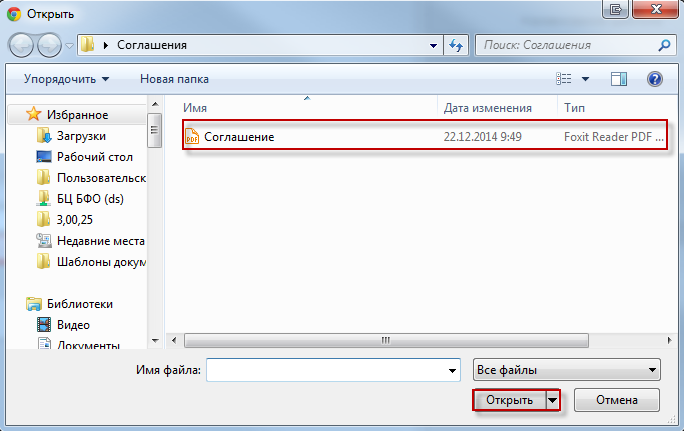 Открыть
Соглашения
Поиск: Соглашения
Упорядочить
Новая папка
Имя
Дата изменения
Тип
Избранное
Загрузки
Рабочий стол
Пользовательск
БЦ БФО (ds)
3,00,25
Недавние места
Шаблоны докум
Библиотеки
Видео
Документы
PDF
Соглашение
22.12.2014 9:49
Foxit Reader PDF ...
Имя файла:
Все файлы
Открыть
Отмена